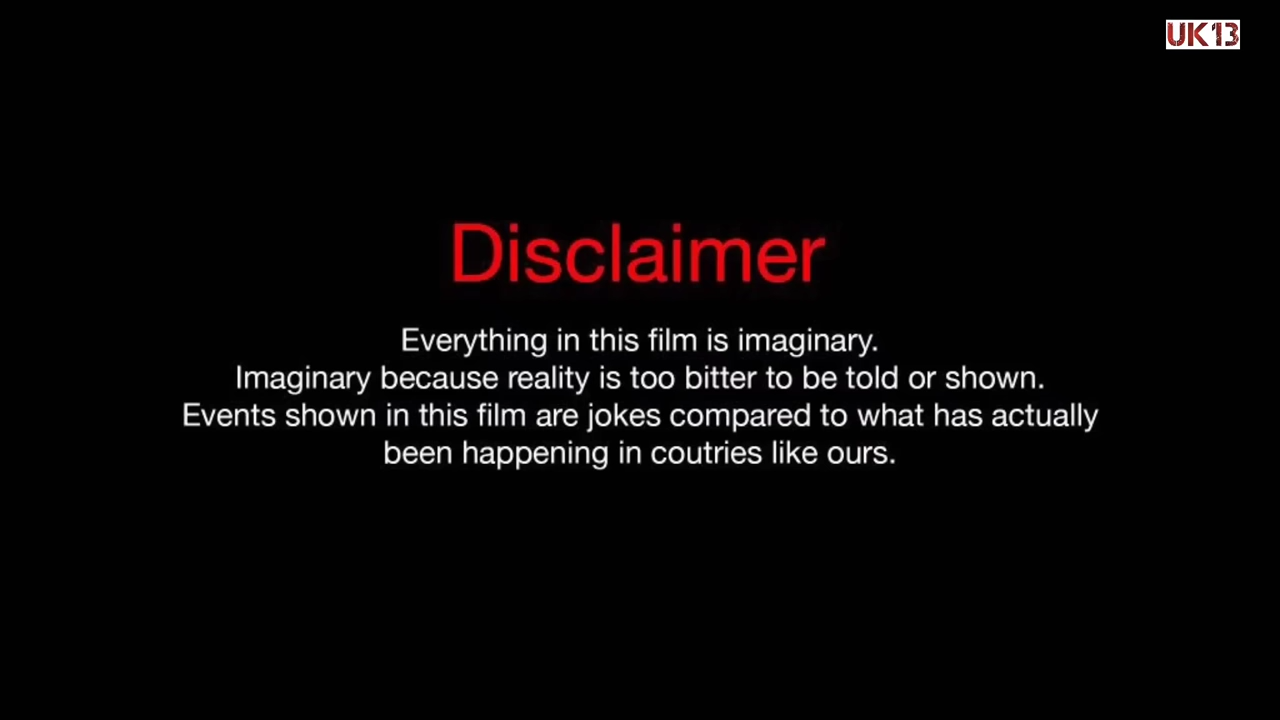 UK13
Disclaimer
Everything in this film is imaginary.
Imaginary because reality is too bitter to be told or shown.
Events shown in this film are jokes compared to what has actually
been happening in coutries like ours.